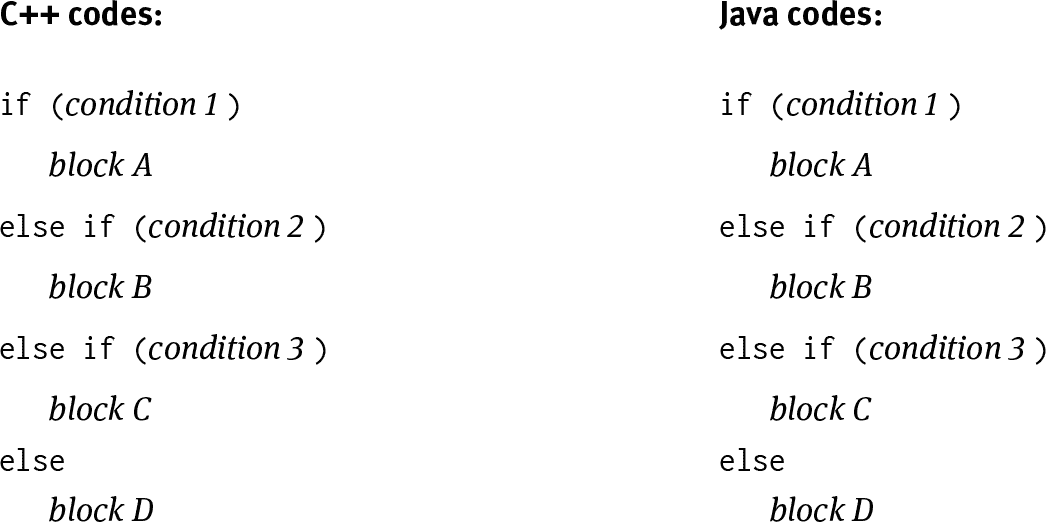 C++ codes:
if (condition 1 )
block A
else if (condition 2 )
block B
else if (condition 3 )
block C
else
block D
Java codes:
if (condition 1 )
block A
else if (condition 2 )
block B
else if (condition 3 )
block C
else
block D